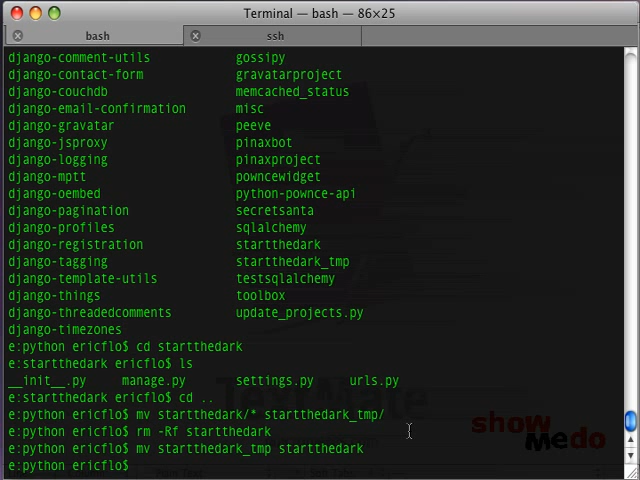 Terminal — bash — 86×25
bash ssh
django-comment-utils gossipy
django-contact-form gravatarproject
django-couchdb memcached_status
django-email-confirmation misc
django-gravatar peeve
django-jsproxy pinaxbot
django-logging pinaxproject
django-mptt powncewidget
django-oembed python-pownce-api
django-pagination secretsanta
django-profiles sqlalchemy
django-registration startthedark
django-tagging startthedark_tmp
django-template-utils testsqlalchemy
django-things toolbox
django-threadedcomments update_projects.py
django-timezones
e:python ericflo$ cd startthedark
e:startthedark ericflo$ ls
__init__.py manage.py settings.py urls.py
e:startthedark ericflo$ cd ..
e:python ericflo$ mv startthedark/* startthedark_tmp/
e:python ericflo$ rm -Rf startthedark
e:python ericflo$ mv startthedark_tmp startthedark
e:python ericflo$
TextMate
show
medo